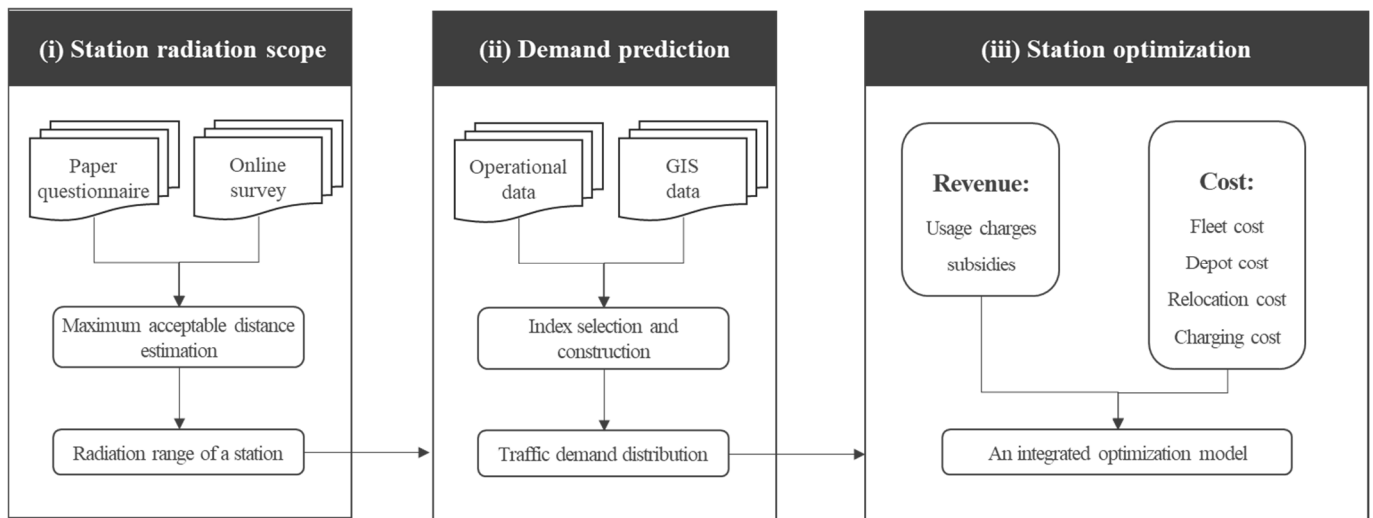 (i) Station radiation scope
Paper
questionnaire
Online
survey
Maximum acceptable distance
estimation
Radiation range of a station
(ii) Demand prediction
Operational
data
GIS
data
Index selection and
construction
Traffic demand distribution
(iii) Station optimization
Revenue:
Usage charges
subsidies
Cost:
Fleet cost
Depot cost
Relocation cost
Charging cost
An integrated optimization model